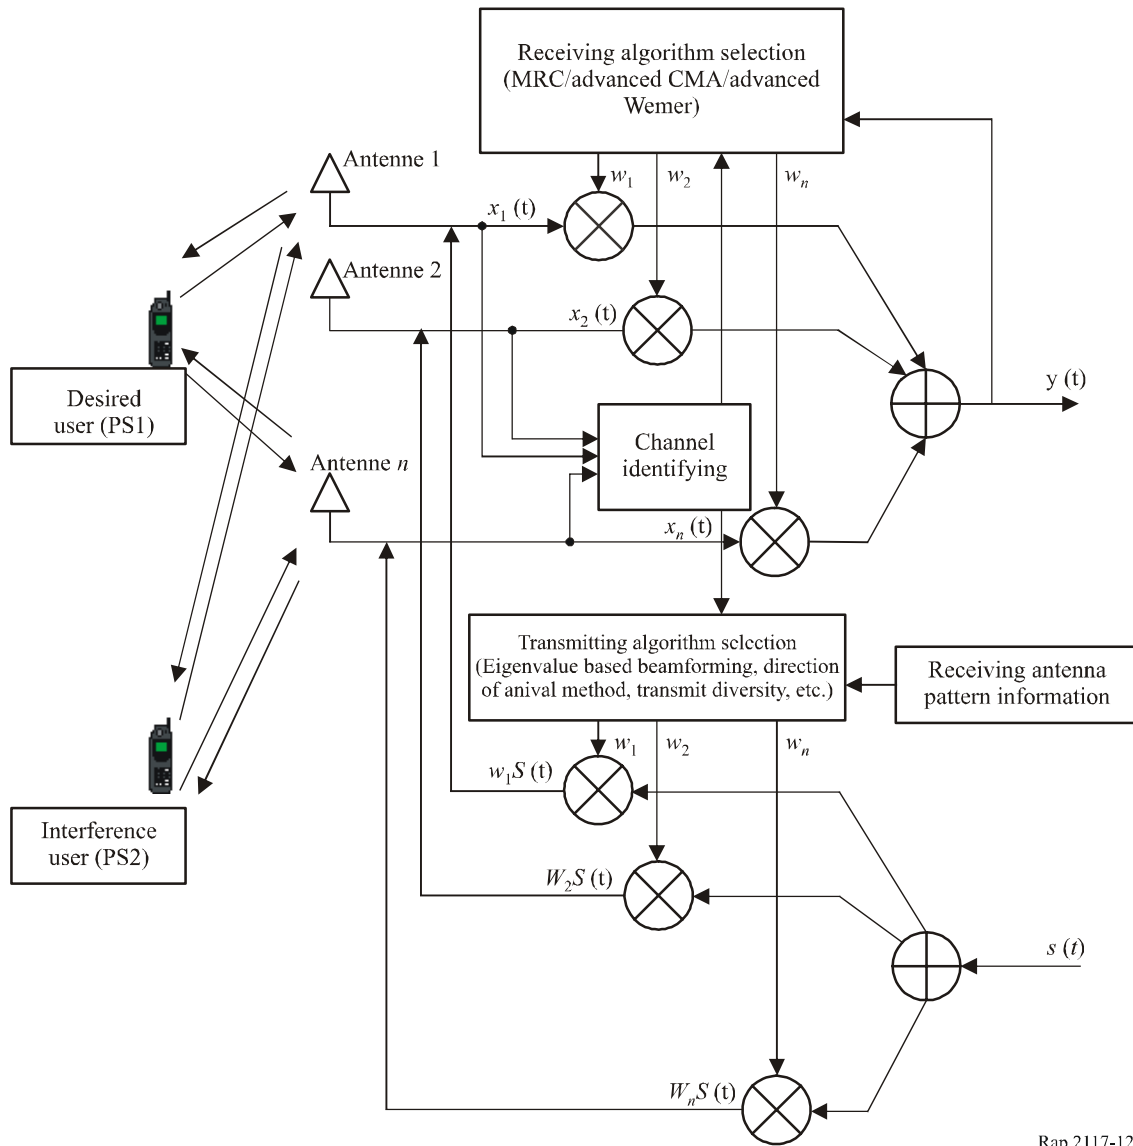 Receiving algorithm selection
(MRC/advanced CMA/advanced
Wemer)
Antenne 1
w1
w2
wn
x1 (t)
Antenne 2
x2 (t)
y (t)
Desired
user (PS1)
Channel
identifying
Antenne n
xn (t)
Transmitting algorithm selection
(Eigenvalue based beamforming, direction
of anival method, transmit diversity, etc.)
Receiving antenna
pattern information
w1
w2
wn
w1S (t)
Interference
user (PS2)
W2S (t)
s (t)
WnS (t)
Rap 2117-12